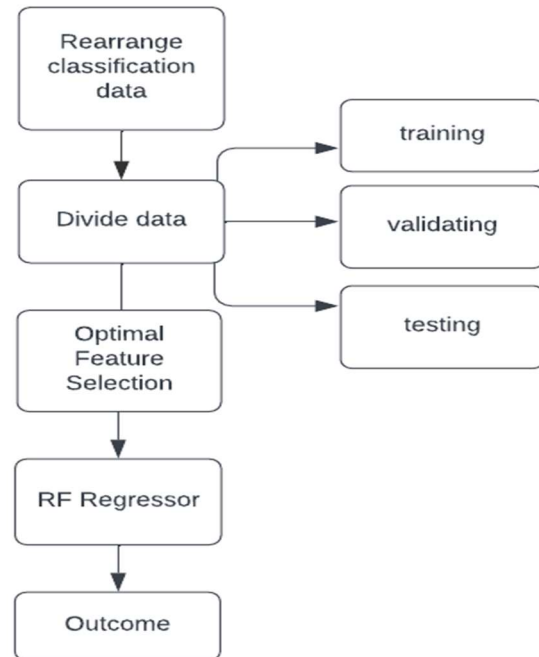 Rearrange
classification
data
training
Divide data
validating
testing
Optimal
Feature
Selection
RF Regressor
Outcome